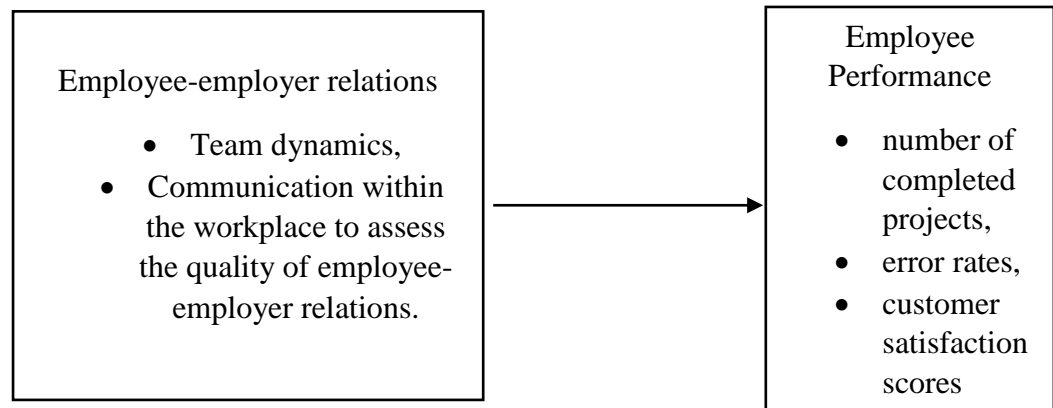 Employee-employer relations
• Team dynamics,
• Communication within
the workplace to assess
the quality of employee-
employer relations.
Employee
Performance
• number of
completed
projects,
• error rates,
• customer
satisfaction
scores